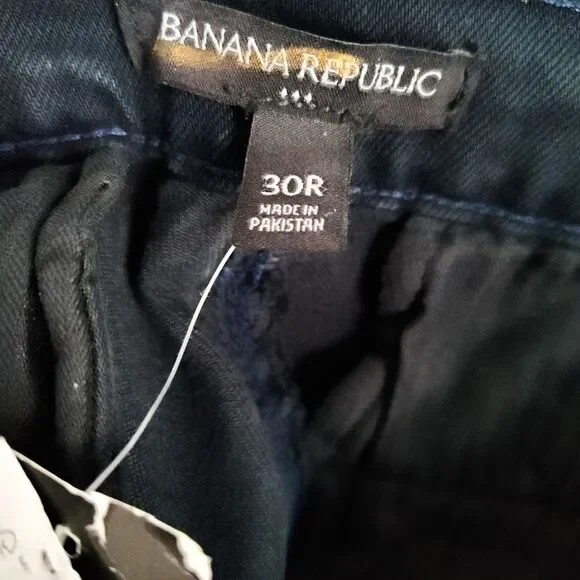 BANANA REPUBLIC
30R
MADE IN
PAKISTAN